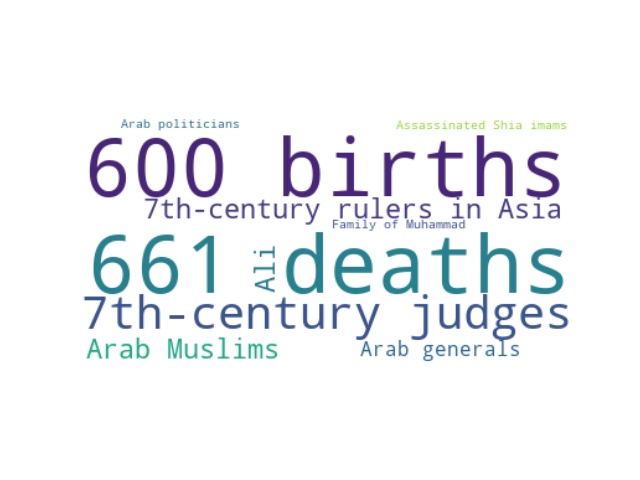 Arab politicians
Assassinated Shia imams
600 births
7th-century rulers in Asia
Family of Muhammad
661 deaths
Ali
7th-century judges
Arab Muslims
Arab generals